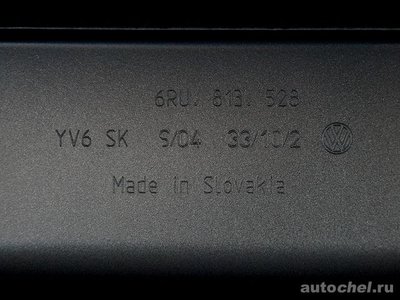 6RU. 813. 528
YV6 SK 9/04 33/10/2
Made in Slovakia
autochel.ru